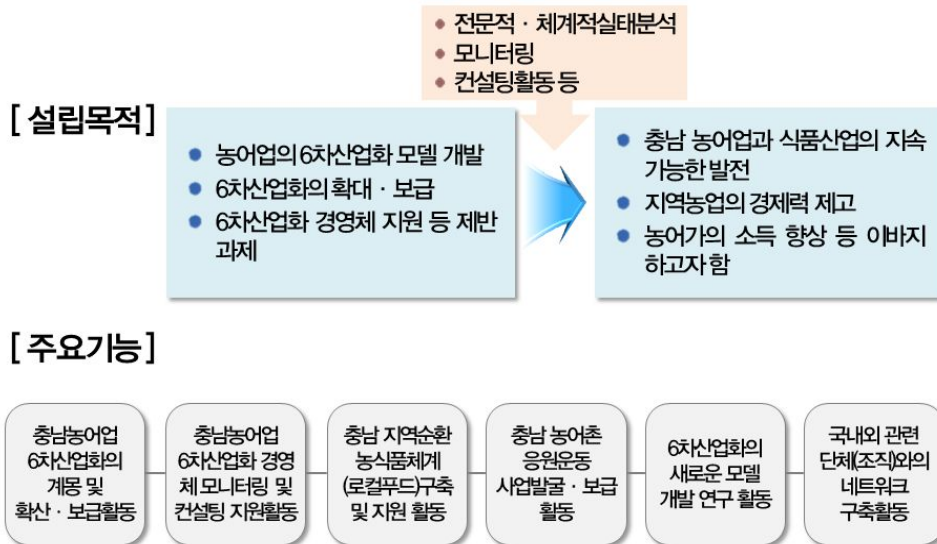 • 전문적 · 체계적실태분석
• 모니터링
• 컨설팅활동 등
[ 설립목적 ]
• 농어업의 6차산업화 모델 개발
• 6차산업화의 확대 · 보급
• 6차산업화 경영체 지원 등 제반
과제
• 충남 농어업과 식품산업의 지속
가능한 발전
• 지역농업의 경제력 제고
• 농어가의 소득 향상 등 이바지
하고자 함
[ 주요기능 ]
충남농어업
6차산업화의
계몽 및
확산 · 보급활동
충남농어업
6차산업화 경영
체 모니터링 및
컨설팅 지원활동
충남 지역순환
농식품체계
(로컬푸드)구축
및 지원 활동
충남 농어촌
응원운동
사업발굴 · 보급
활동
6차산업화의
새로운 모델
개발 연구 활동
국내외 관련
단체(조직)와의
네트워크
구축활동